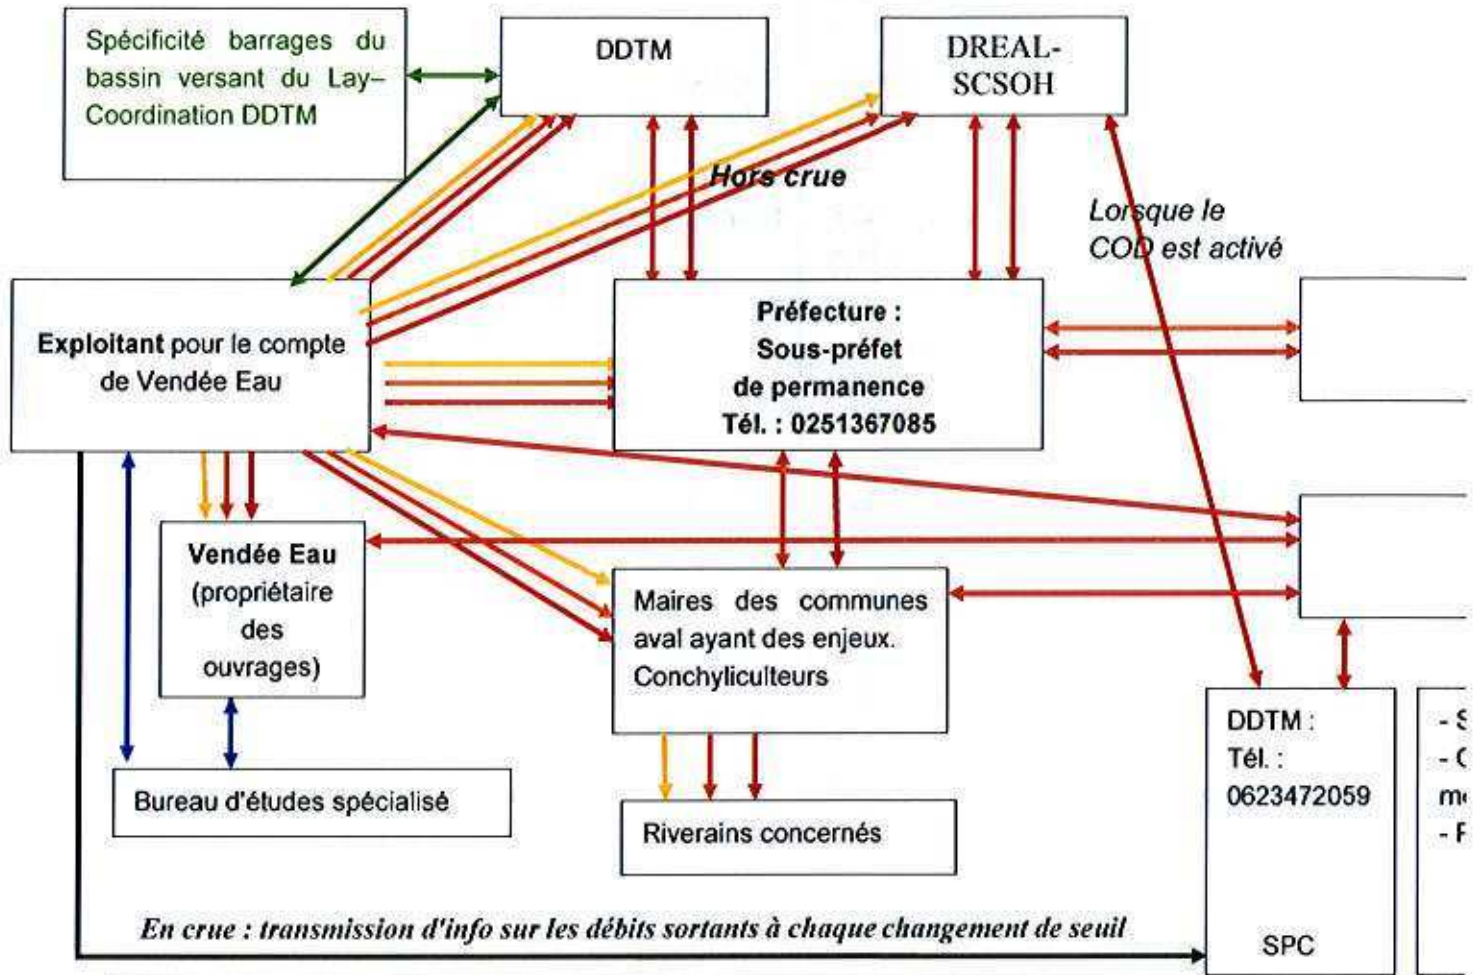 Spécificité barrages du
bassin versant du Lay–
Coordination DDTM
DDTM
DREAL-
SCSOH
Hors crue
Lorsque le
COD est activé
Exploitant pour le compte
de Vendée Eau
Préfecture :
Sous-préfet
de permanence
Tél. : 0251367085
Vendée Eau
(propriétaire
des
ouvrages)
Maires des communes
aval ayant des enjeux.
Conchyliculteurs
Bureau d'études spécialisé
Riverains concernés
DDTM :
Tél. :
0623472059
SPC
En crue : transmission d'info sur les débits sortants à chaque changement de seuil